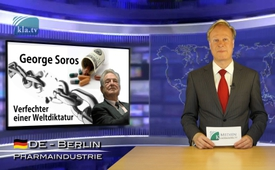 kla.tv
George Soros
Verfechter
einer Weltdiktatur
DE - BERLIN
PHARMAINDUSTRIE